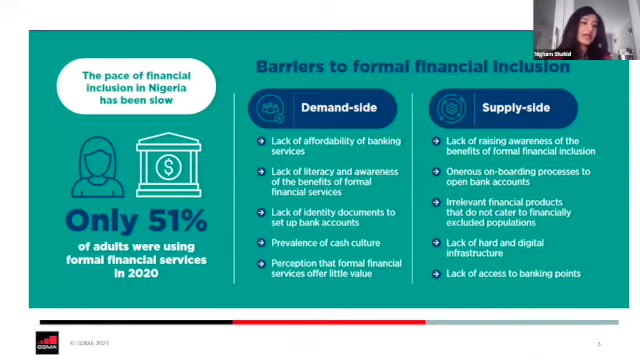 Nigham Shahid
The pace of financial
inclusion in Nigeria
has been slow
Only 51%
of adults were using
formal financial services
in 2020
Barriers to formal financial inclusion
Demand-side
Lack of affordability of banking
services
Lack of literacy and awareness
of the benefits of formal
financial services
Lack of identity documents to
set up bank accounts
Prevalence of cash culture
Perception that formal financial
services offer little value
Supply-side
Lack of raising awareness of the
benefits of formal financial inclusion
Onerous on-boarding processes to
open bank accounts
Irrelevant financial products
that do not cater to financially
excluded populations
Lack of hard and digital
infrastructure
Lack of access to banking points
GSMA
© GSMA 2021
3